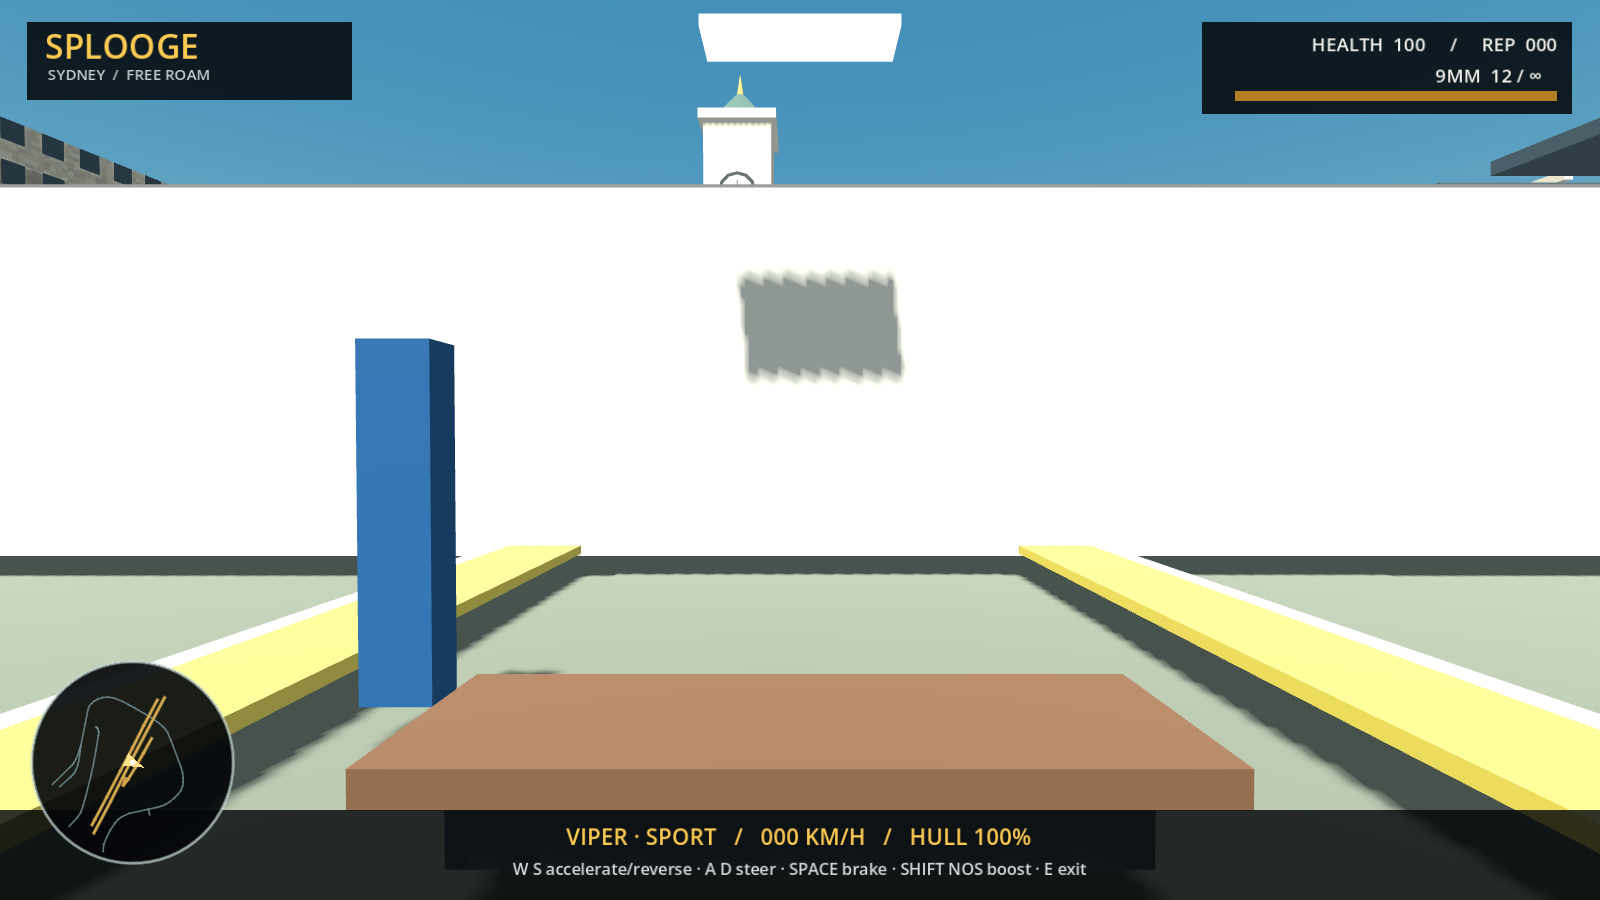 SPLOOGE
SYDNEY / FREE ROAM
HEALTH 100 / REP 000
9MM 12 / ∞
VIPER · SPORT / 000 KM/H / HULL 100%
W S accelerate/reverse · A D steer · SPACE brake · SHIFT NOS boost · E exit